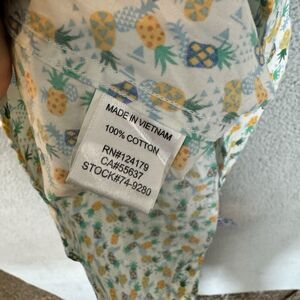 MADE IN VIETNAM
100% COTTON
RN#124179
CA#55637
STOCK#74-9280